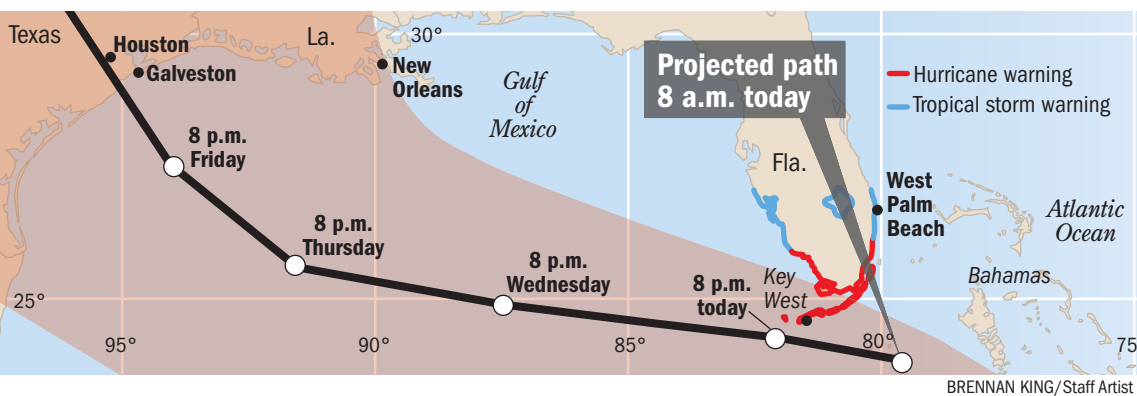 Texas
Houston
Galveston
La.
New
Orleans
30°
Gulf
of
Mexico
Projected path
8 a.m. today
Hurricane warning
Tropical storm warning
8 p.m.
Friday
Fla.
West
Palm
Beach
Atlantic
Ocean
8 p.m.
Thursday
8 p.m.
Wednesday
8 p.m.
today
Key
West
Bahamas
25°
95°
90°
85°
80°
75
BRENNAN KING/Staff Artist